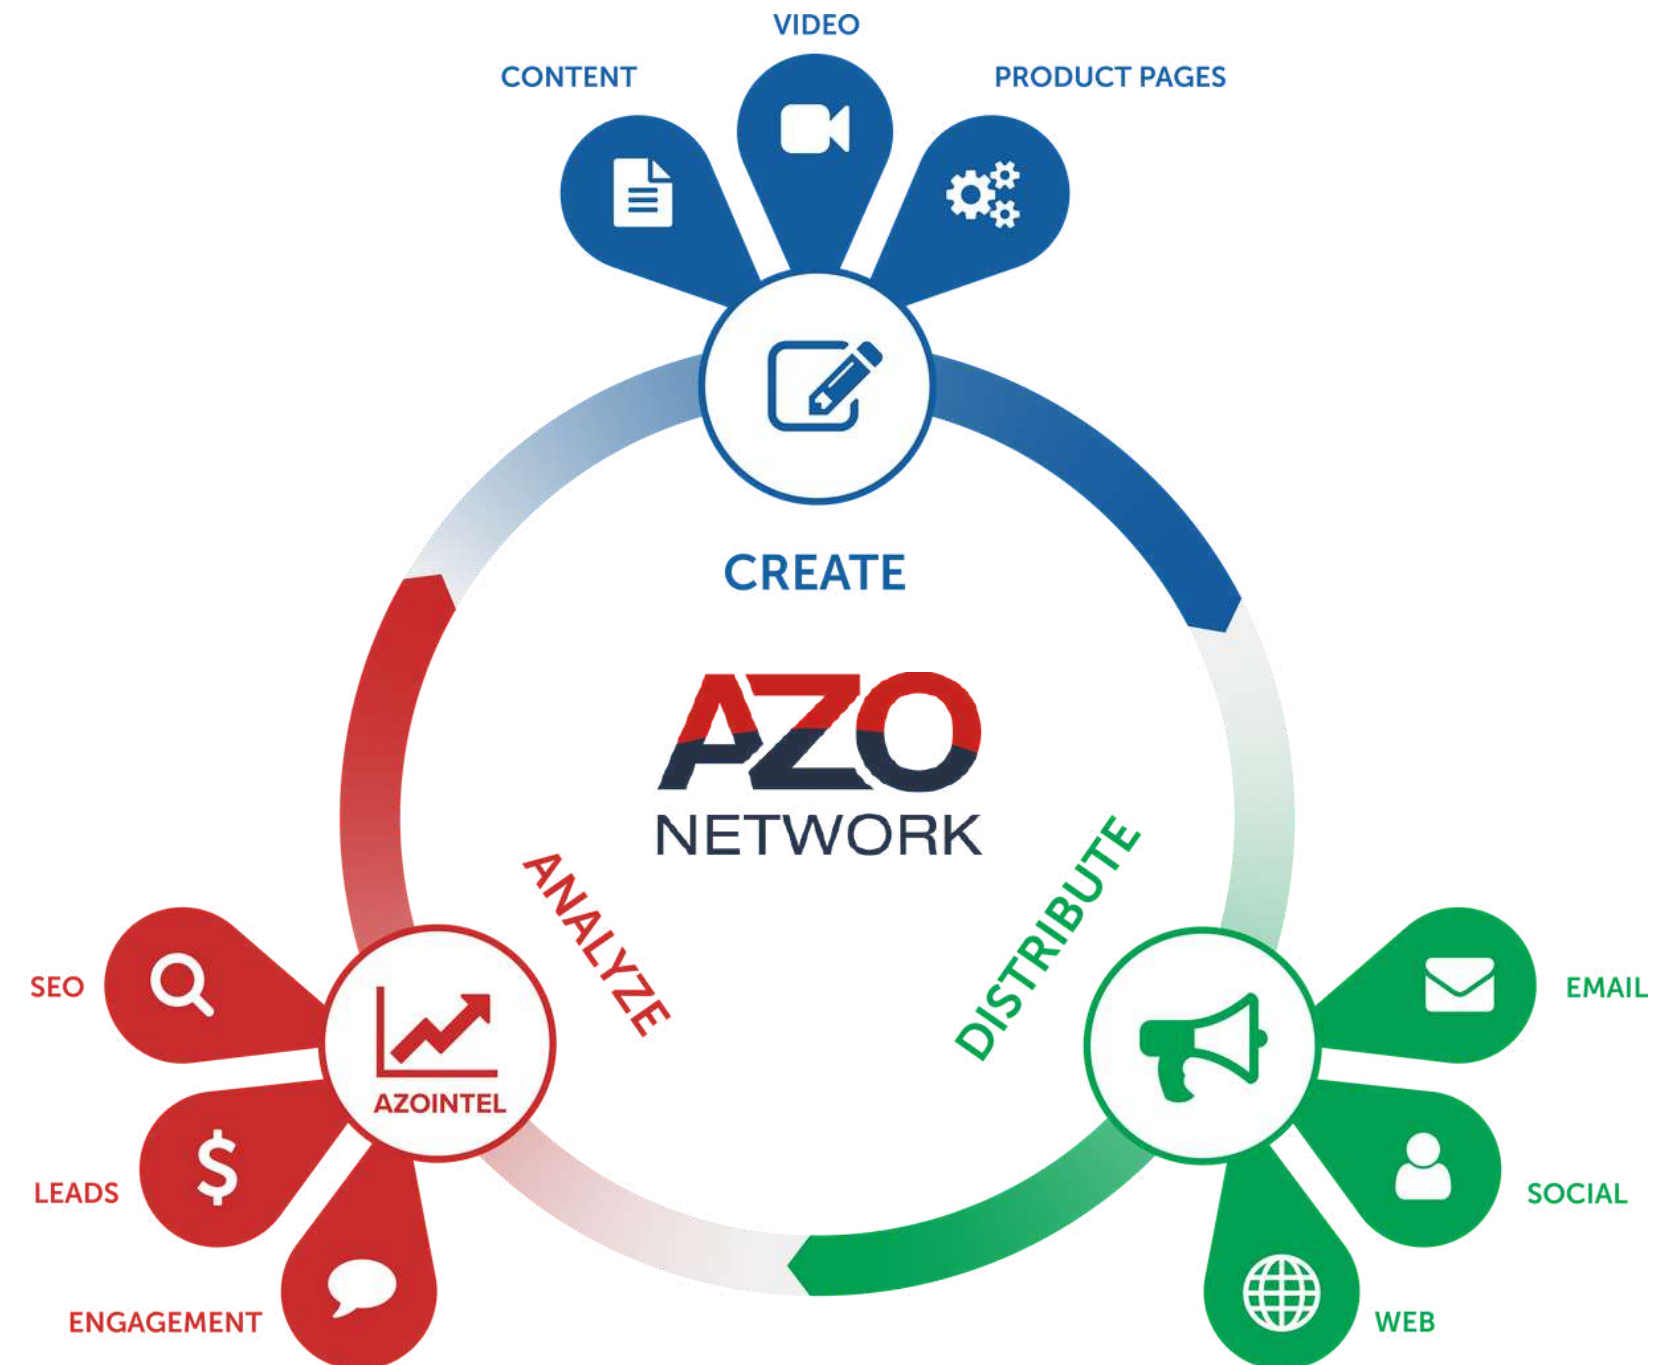 VIDEO
CONTENT
PRODUCT PAGES
CREATE
AZO
NETWORK
ANALYZE
DISTRIBUTE
SEO
AZOINTEL
LEADS
ENGAGEMENT
EMAIL
SOCIAL
WEB